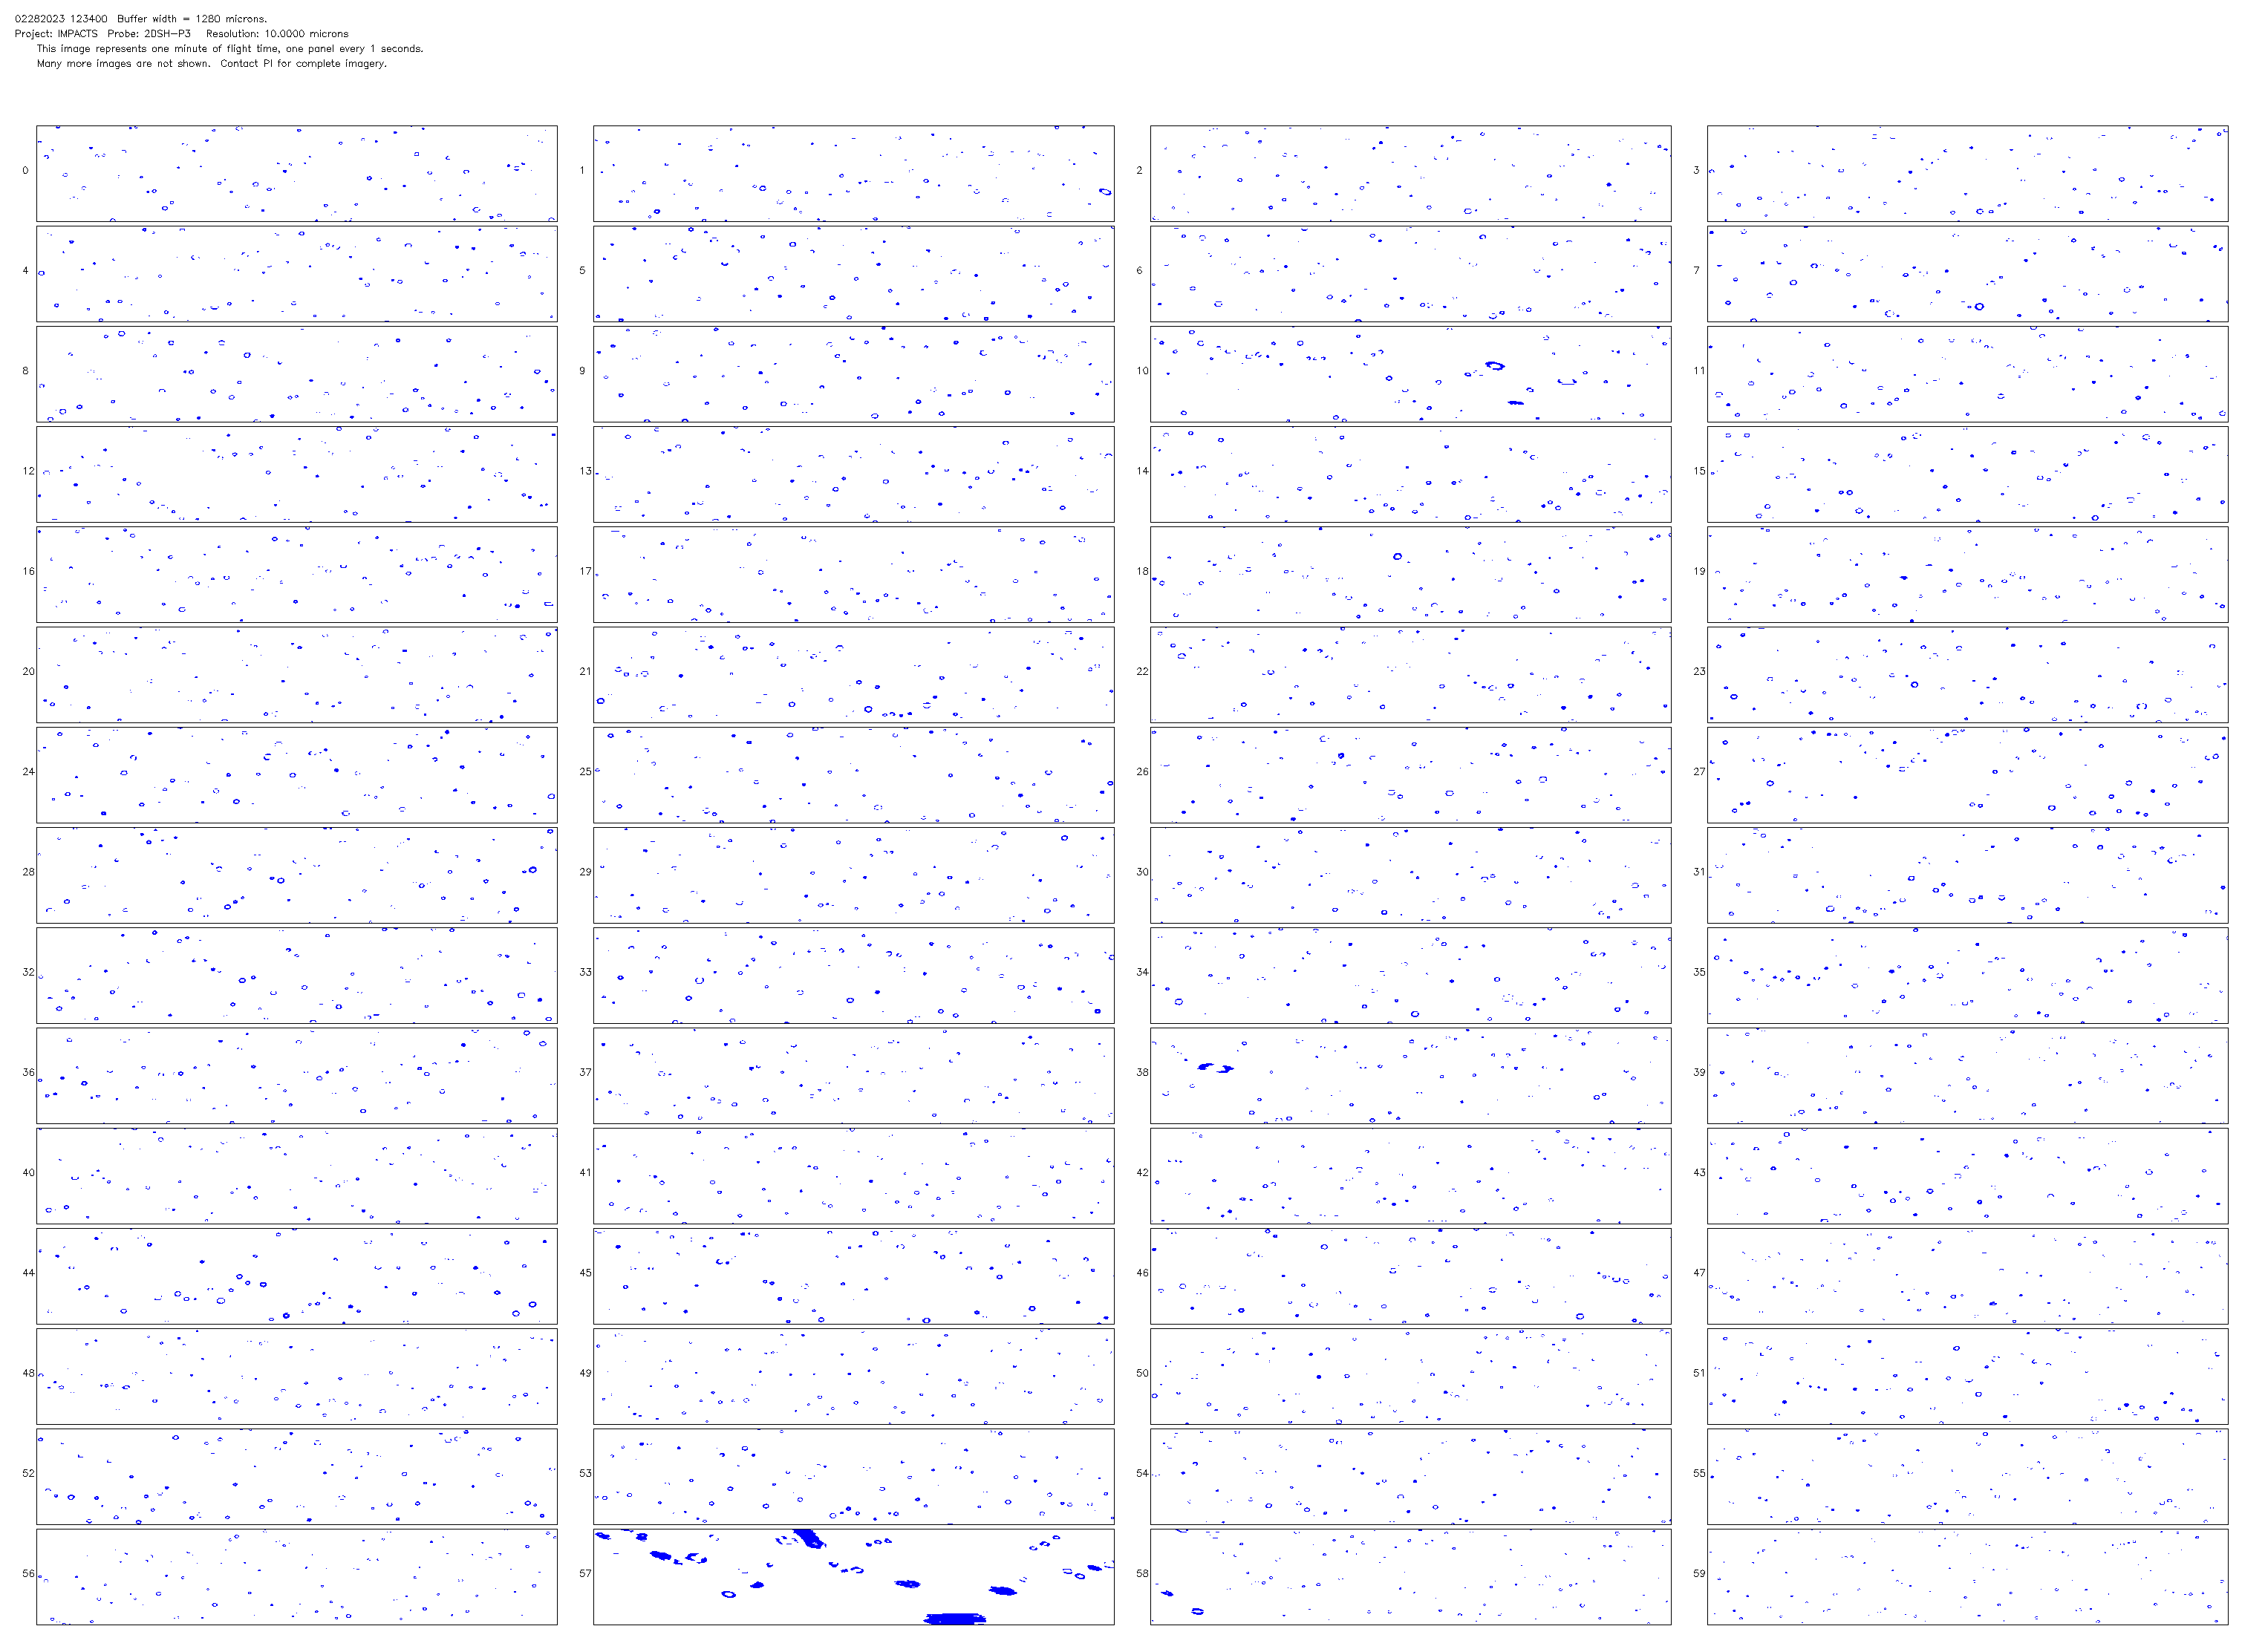 02282023 123400  Buffer width = 1280 microns.
Project: IMPACTS  Probe: 2DSH-P3  Resolution: 10.0000 microns
This image represents one minute of flight time, one panel every 1 seconds.
Many more images are not shown.  Contact PI for complete imagery.
0 1 2 3
4 5 6 7
8 9 10 11
12 13 14 15
16 17 18 19
20 21 22 23
24 25 26 27
28 29 30 31
32 33 34 35
36 37 38 39
40 41 42 43
44 45 46 47
48 49 50 51
52 53 54 55
56 57 58 59